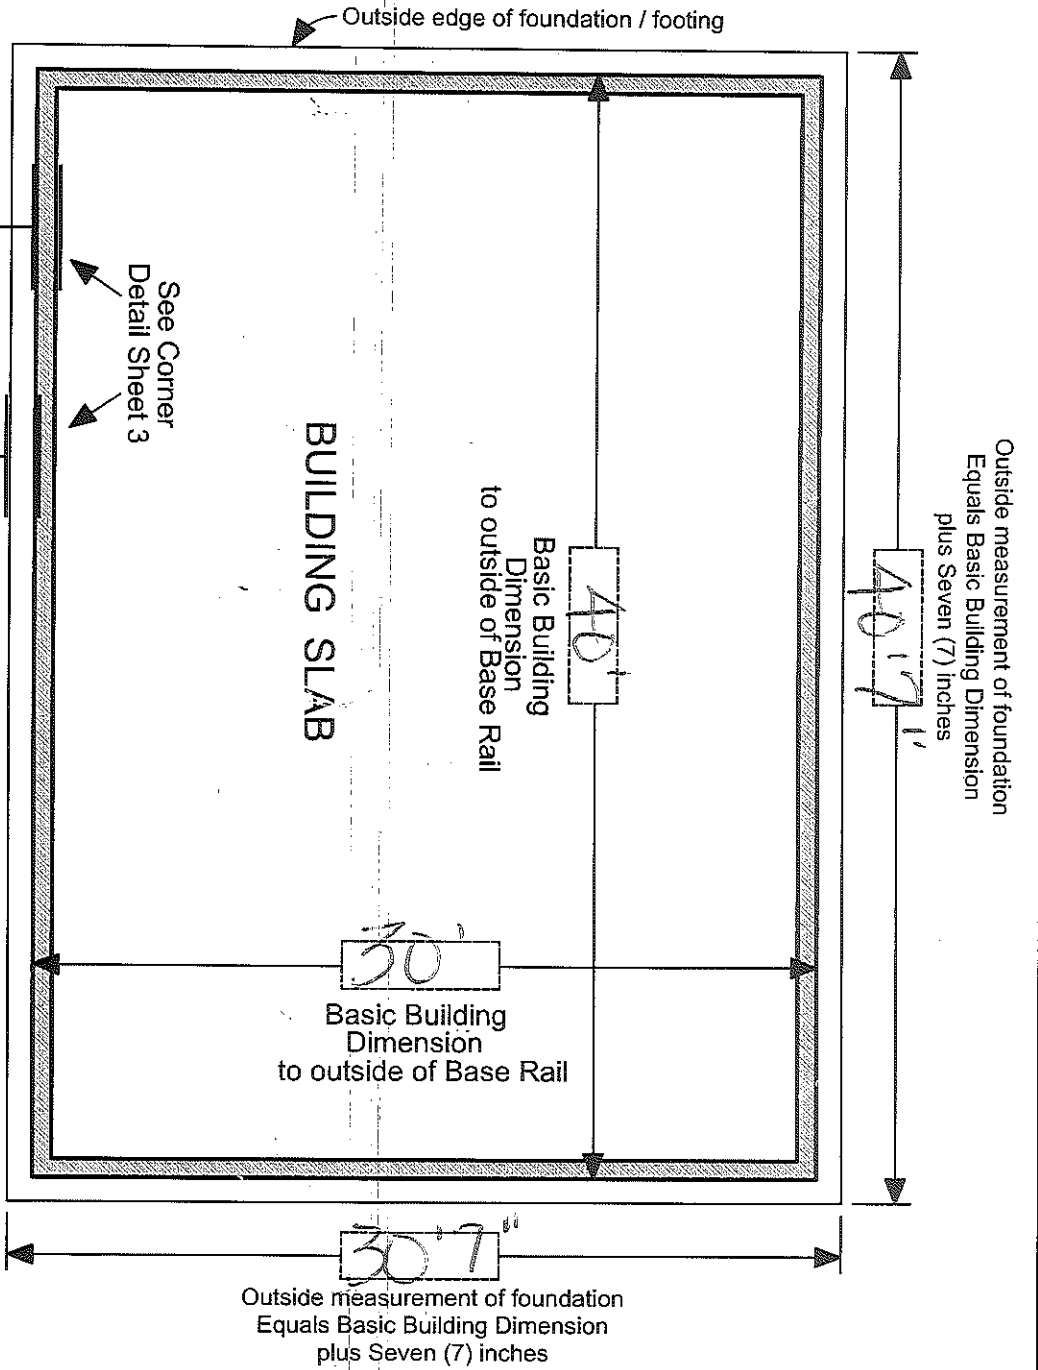 Outside edge of foundation / footing
Outside measurement of foundation
Equals Basic Building Dimension
plus Seven (7) inches
40'7"
Basic Building
Dimension
to outside of Base Rail
40'
See Corner
Detail Sheet 3
BUILDING SLAB
30'
Basic Building
Dimension
to outside of Base Rail
30'7"
Outside measurement of foundation
Equals Basic Building Dimension
plus Seven (7) inches